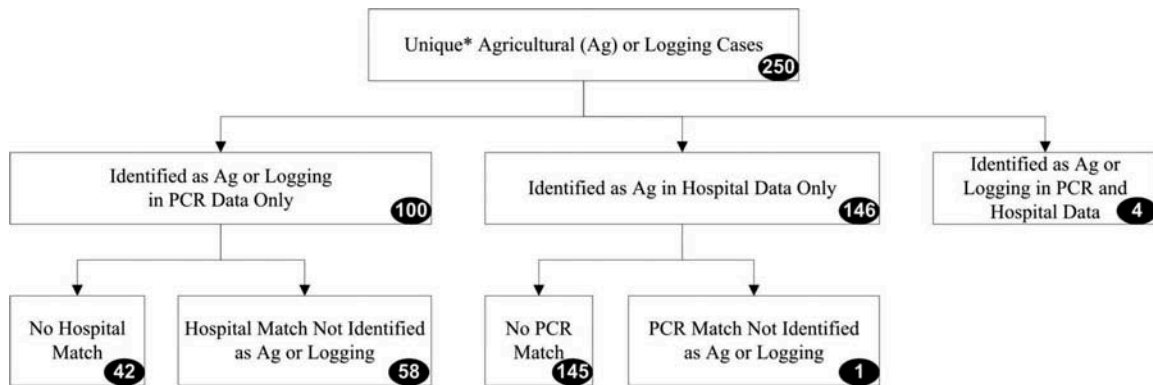 Unique* Agricultural (Ag) or Logging Cases
250
Identified as Ag or Logging
in PCR Data Only
100
Identified as Ag in Hospital Data Only
146
Identified as Ag or
Logging in PCR and
Hospital Data
4
No Hospital
Match
42
Hospital Match Not Identified
as Ag or Logging
58
No PCR
Match
145
PCR Match Not Identified
as Ag or Logging
1